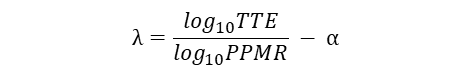 λ = log₁₀TTE / log₁₀PPMR − α